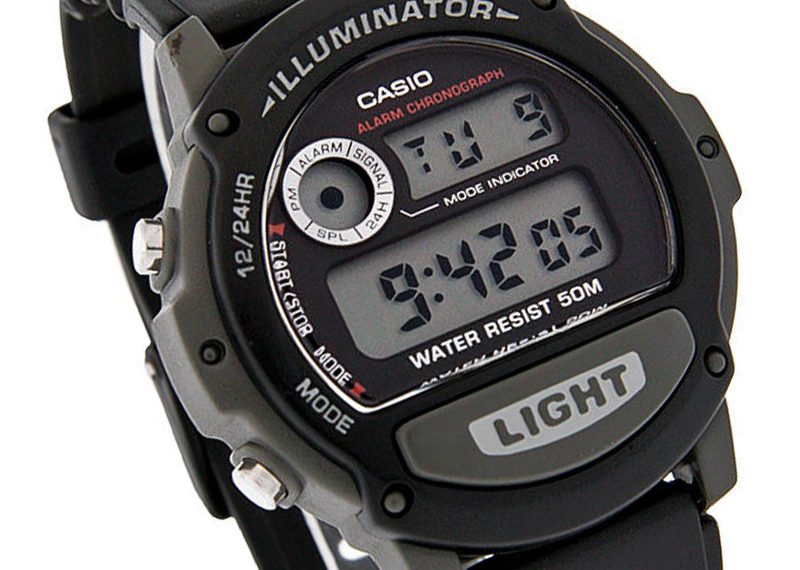 ILLUMINATOR
CASIO
ALARM CHRONOGRAPH
TU 9
ALARM
SIGNAL
PM
24H
SPL
MODE INDICATOR
12/24HR
9:42 05
WATER RESIST 50M
MODE
MODE
LIGHT